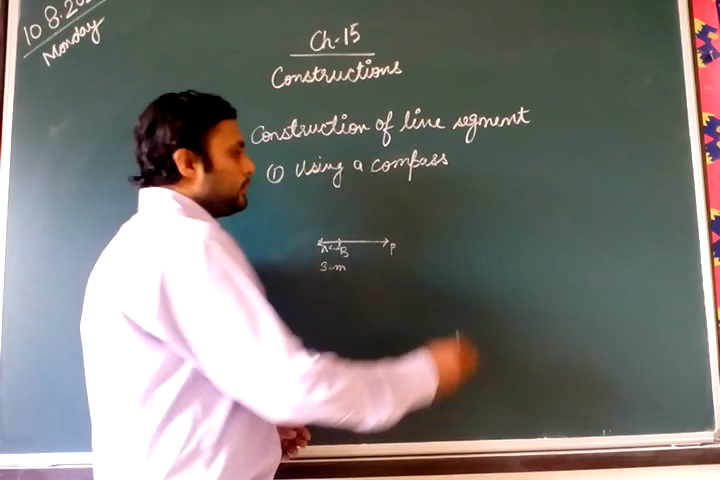 10.8.20
Monday
Ch-15
Constructions
Construction of line segment
① Using a compass
A B P
3 cm